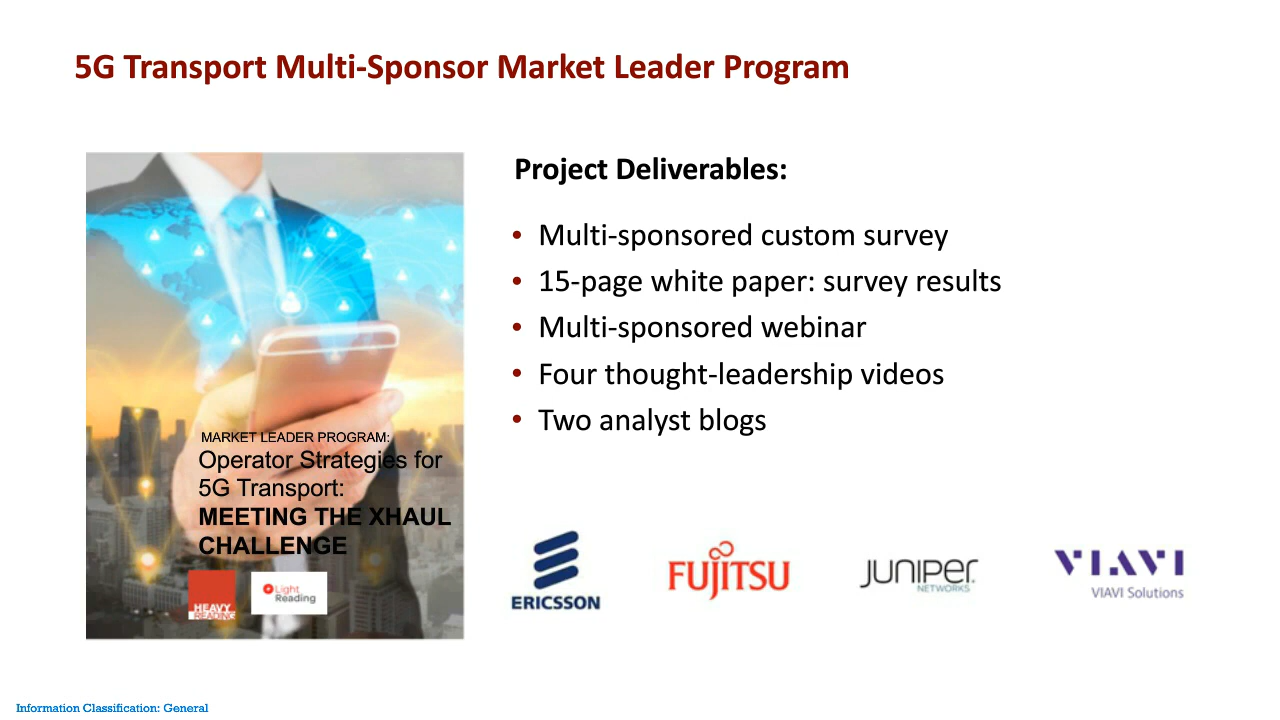 5G Transport Multi-Sponsor Market Leader Program
MARKET LEADER PROGRAM:
Operator Strategies for
5G Transport:
MEETING THE XHAUL
CHALLENGE
HEAVY
READING
Light
Reading
Project Deliverables:
• Multi-sponsored custom survey
• 15-page white paper: survey results
• Multi-sponsored webinar
• Four thought-leadership videos
• Two analyst blogs
ERICSSON
FUJITSU
JUNIPER
NETWORKS
VIAVI
VIAVI Solutions
Information Classification: General